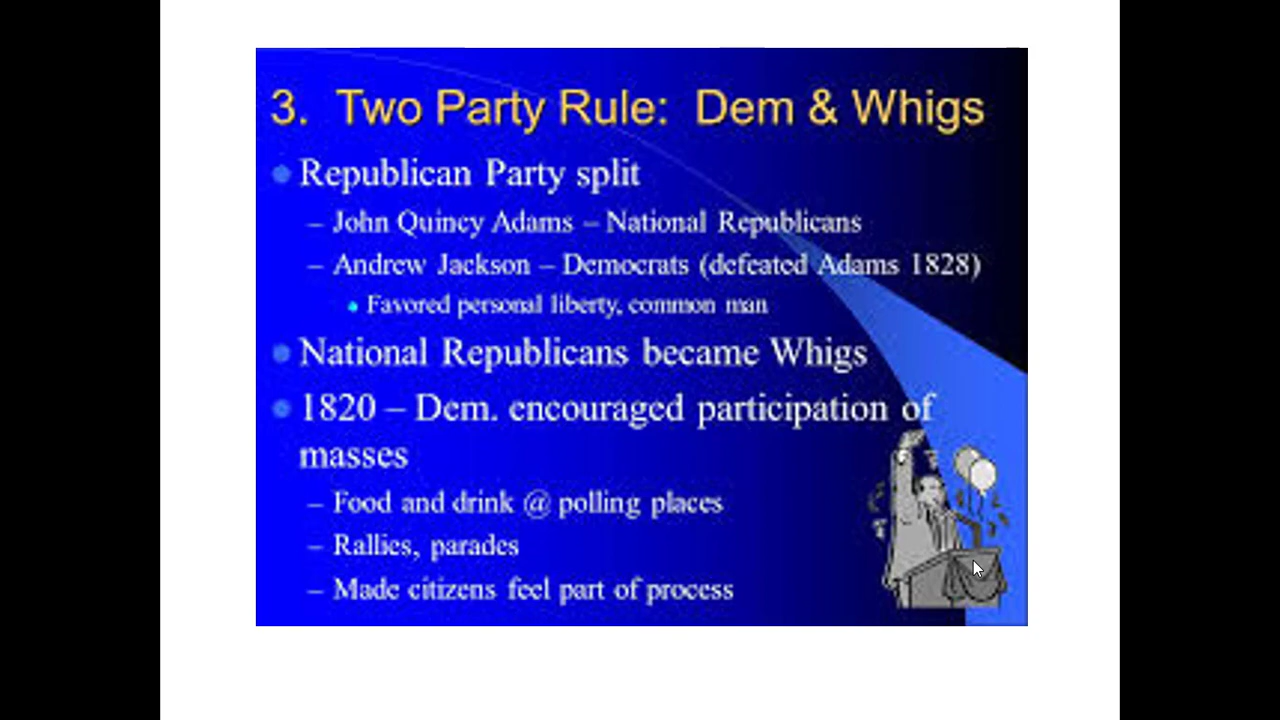 3. Two Party Rule: Dem & Whigs
Republican Party split
– John Quincy Adams – National Republicans
– Andrew Jackson – Democrats (defeated Adams 1828)
Favored personal liberty, common man
National Republicans became Whigs
1820 – Dem. encouraged participation of
masses
– Food and drink @ polling places
– Rallies, parades
– Made citizens feel part of process